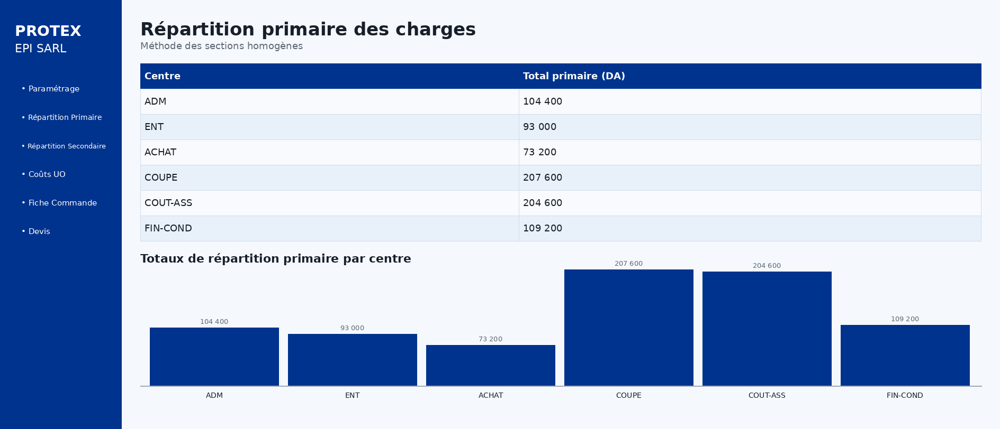 PROTEX
EPI SARL
• Paramétrage
• Répartition Primaire
• Répartition Secondaire
• Coûts UO
• Fiche Commande
• Devis
Répartition primaire des charges
Méthode des sections homogènes
Centre Total primaire (DA)
ADM 104 400
ENT 93 000
ACHAT 73 200
COUPE 207 600
COUT-ASS 204 600
FIN-COND 109 200
Totaux de répartition primaire par centre
104 400 93 000 73 200 207 600 204 600 109 200
ADM ENT ACHAT COUPE COUT-ASS FIN-COND